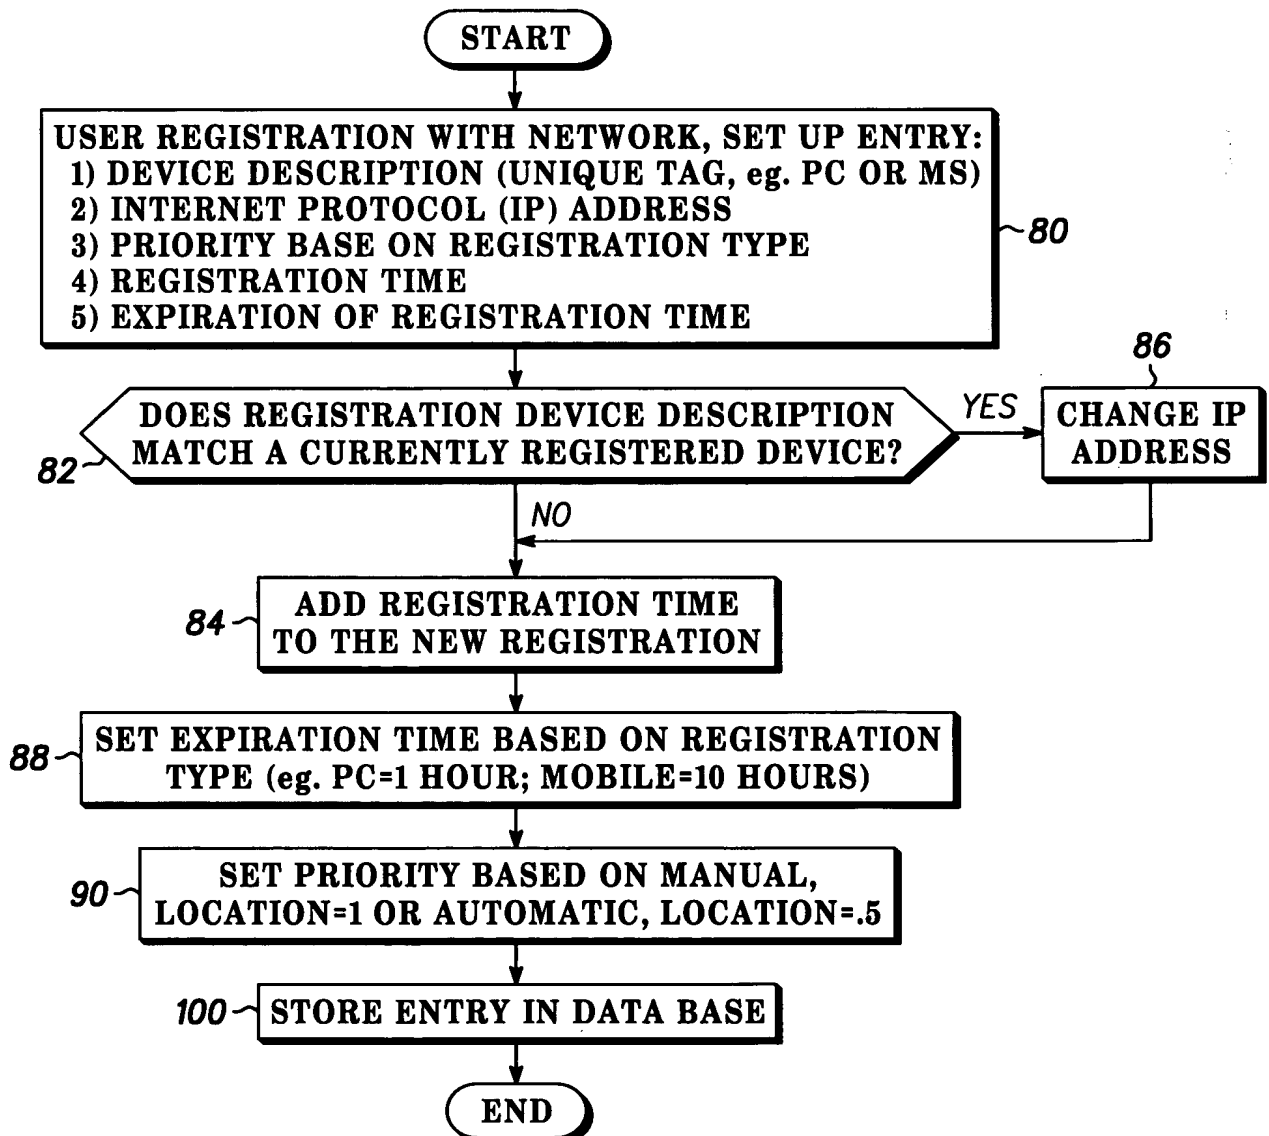 START
USER REGISTRATION WITH NETWORK, SET UP ENTRY:
1) DEVICE DESCRIPTION (UNIQUE TAG, eg. PC OR MS)
2) INTERNET PROTOCOL (IP) ADDRESS
3) PRIORITY BASE ON REGISTRATION TYPE
4) REGISTRATION TIME
5) EXPIRATION OF REGISTRATION TIME
80
86
DOES REGISTRATION DEVICE DESCRIPTION
MATCH A CURRENTLY REGISTERED DEVICE?
82
YES
CHANGE IP
ADDRESS
NO
84
ADD REGISTRATION TIME
TO THE NEW REGISTRATION
88
SET EXPIRATION TIME BASED ON REGISTRATION
TYPE (eg. PC=1 HOUR; MOBILE=10 HOURS)
90
SET PRIORITY BASED ON MANUAL,
LOCATION=1 OR AUTOMATIC, LOCATION=.5
100
STORE ENTRY IN DATA BASE
END